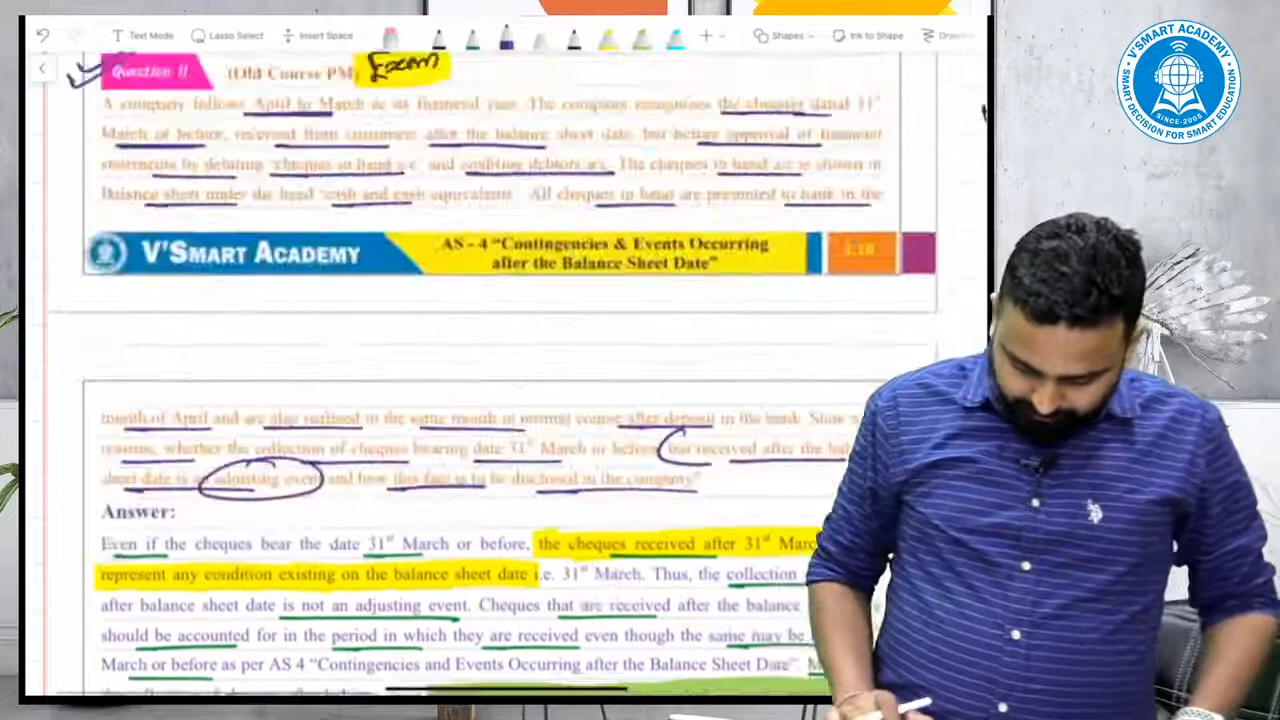 Text Mode Lasso Select Insert Space Shapes Ink to Shape
Question 11 (Old Course PM) Exam
A company follows April to March as its financial year. The company recognizes the cheques dated 31st
March or before, received from customers after the balance sheet date, but before approval of financial
statements by debiting 'cheques in hand a/c' and crediting debtors a/c. The cheques in hand a/c is shown in
Balance sheet under the head 'cash and cash equivalents'. All cheques in hand are presented to bank in the
V'SMART ACADEMY
AS - 4 "Contingencies & Events Occurring
after the Balance Sheet Date"
month of April and are also realised in the same month in normal course after deposit in the bank. State
reasons, whether the collection of cheques bearing date 31st March or before, but received after the
sheet date is an adjusting event and how this fact is to be disclosed in the company"
Answer:
Even if the cheques bear the date 31st March or before, the cheques received after 31st
represent any condition existing on the balance sheet date i.e. 31st March. Thus, the collection
after balance sheet date is not an adjusting event. Cheques that are received after the balance
should be accounted for in the period in which they are received even though the same may be
March or before as per AS 4 "Contingencies and Events Occurring after the Balance Sheet Date".
V'SMART ACADEMY
SINCE-2005
SMART DECISION FOR SMART EDUCATION